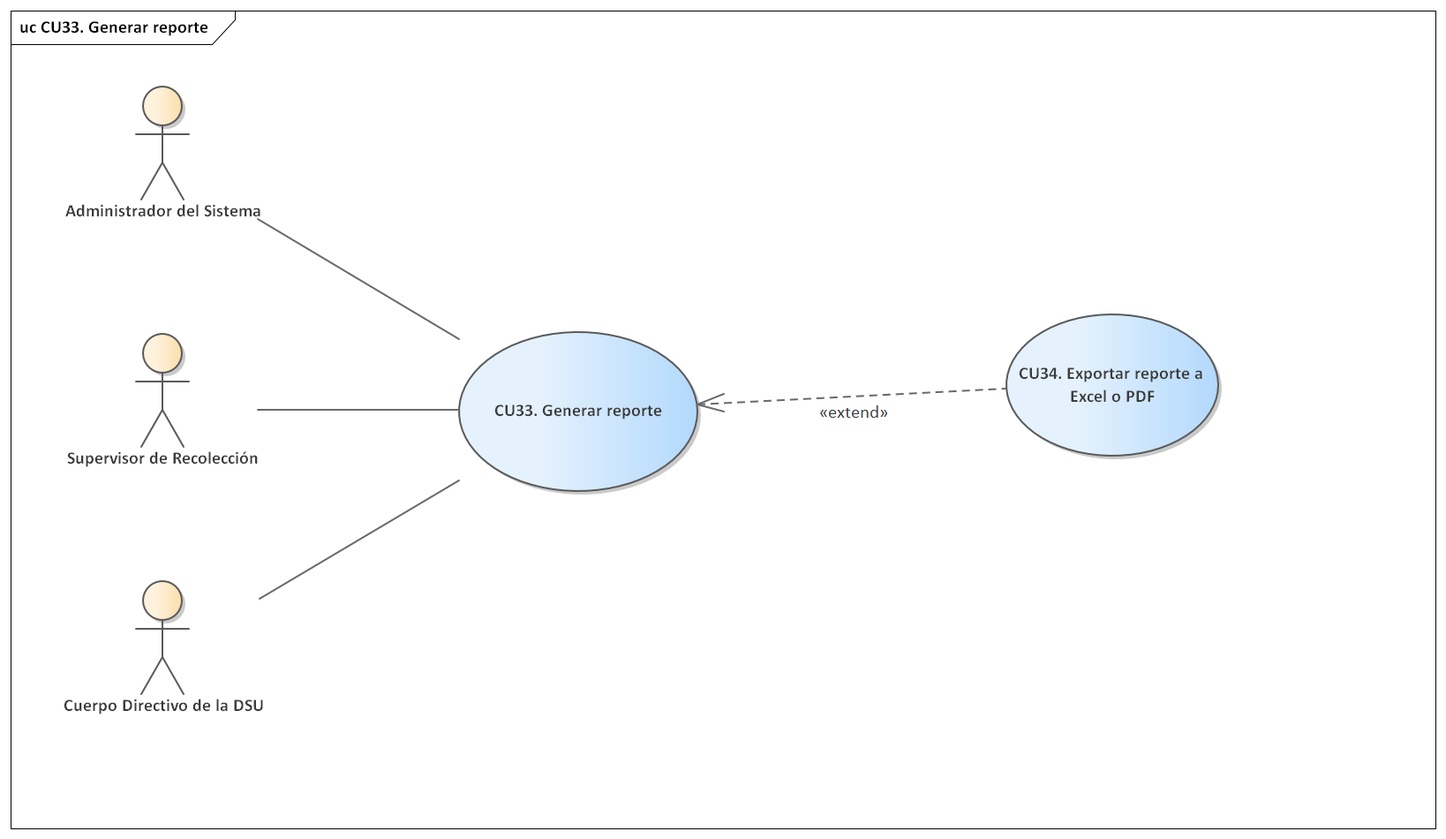 uc CU33. Generar reporte
Administrador del Sistema
Supervisor de Recolección
CU33. Generar reporte
«extend»
CU34. Exportar reporte a
Excel o PDF
Cuerpo Directivo de la DSU